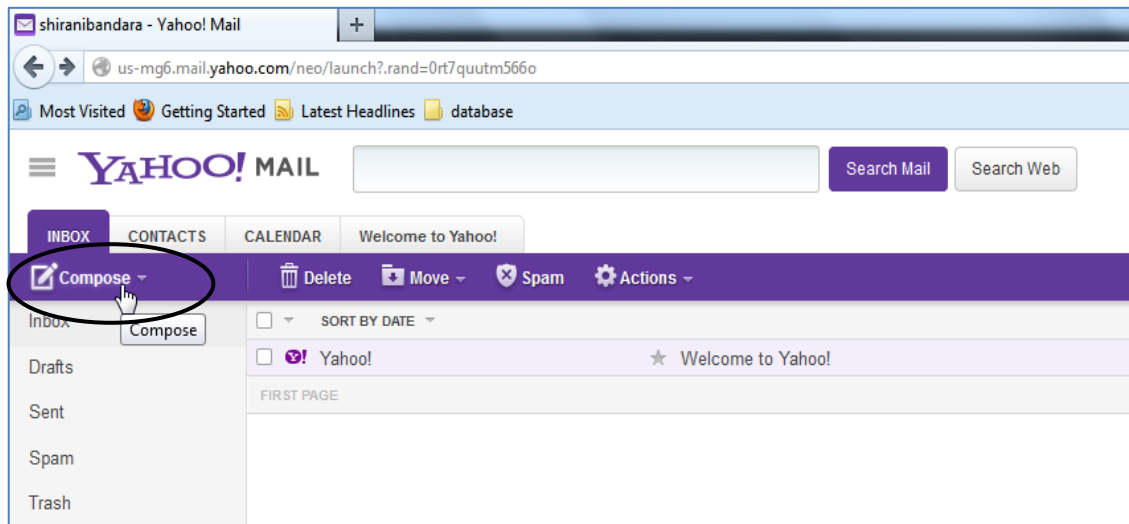 shiranibandara - Yahoo! Mail
us-mg6.mail.yahoo.com/neo/launch?.rand=0rt7quutm566o
Most Visited Getting Started Latest Headlines database
YAHOO! MAIL Search Mail Search Web
INBOX CONTACTS CALENDAR Welcome to Yahoo!
Compose Delete Move Spam Actions
Inbox SORT BY DATE
Compose
Yahoo! Welcome to Yahoo!
Drafts
FIRST PAGE
Sent
Spam
Trash